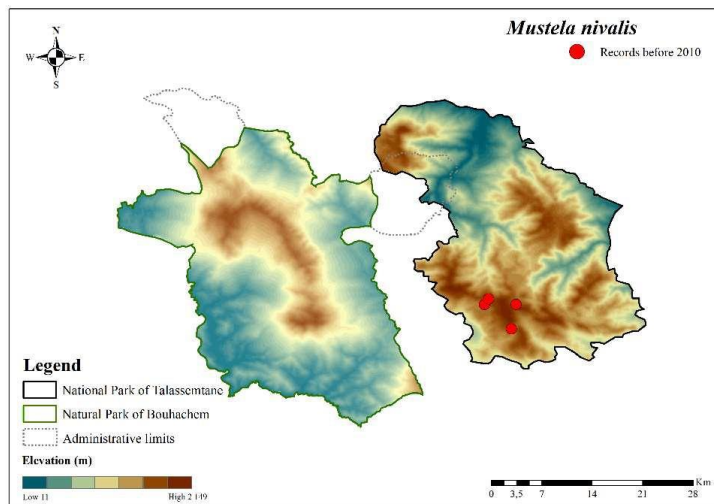 Mustela nivalis
Records before 2010
N
W E
S
Legend
National Park of Talassemtane
Natural Park of Bouhachem
Administrative limits
Elevation (m)
Low 11 High 2 149
Km
0 3,5 7 14 21 28